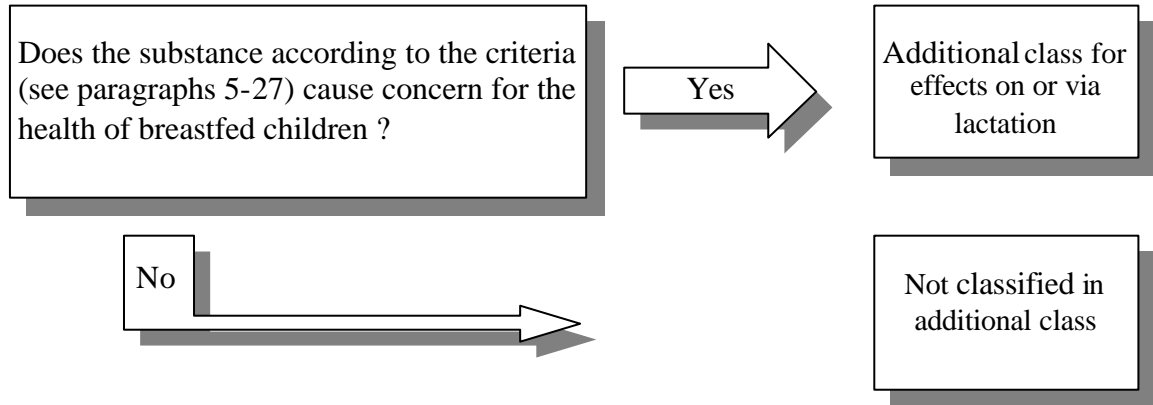 Does the substance according to the criteria
(see paragraphs 5-27) cause concern for the
health of breastfed children ?
Yes
Additional class for
effects on or via
lactation
No
Not classified in
additional class